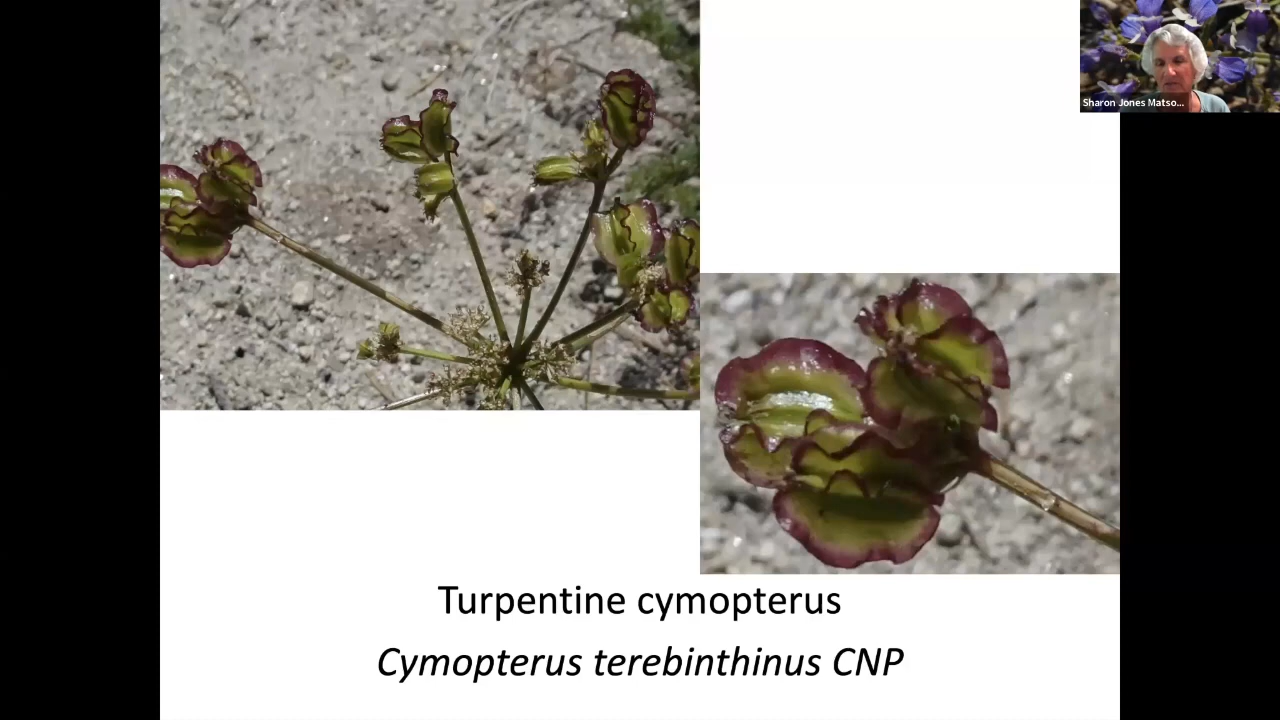 Sharon Jones Matso...
Turpentine cymopterus
Cymopterus terebinthinus CNP